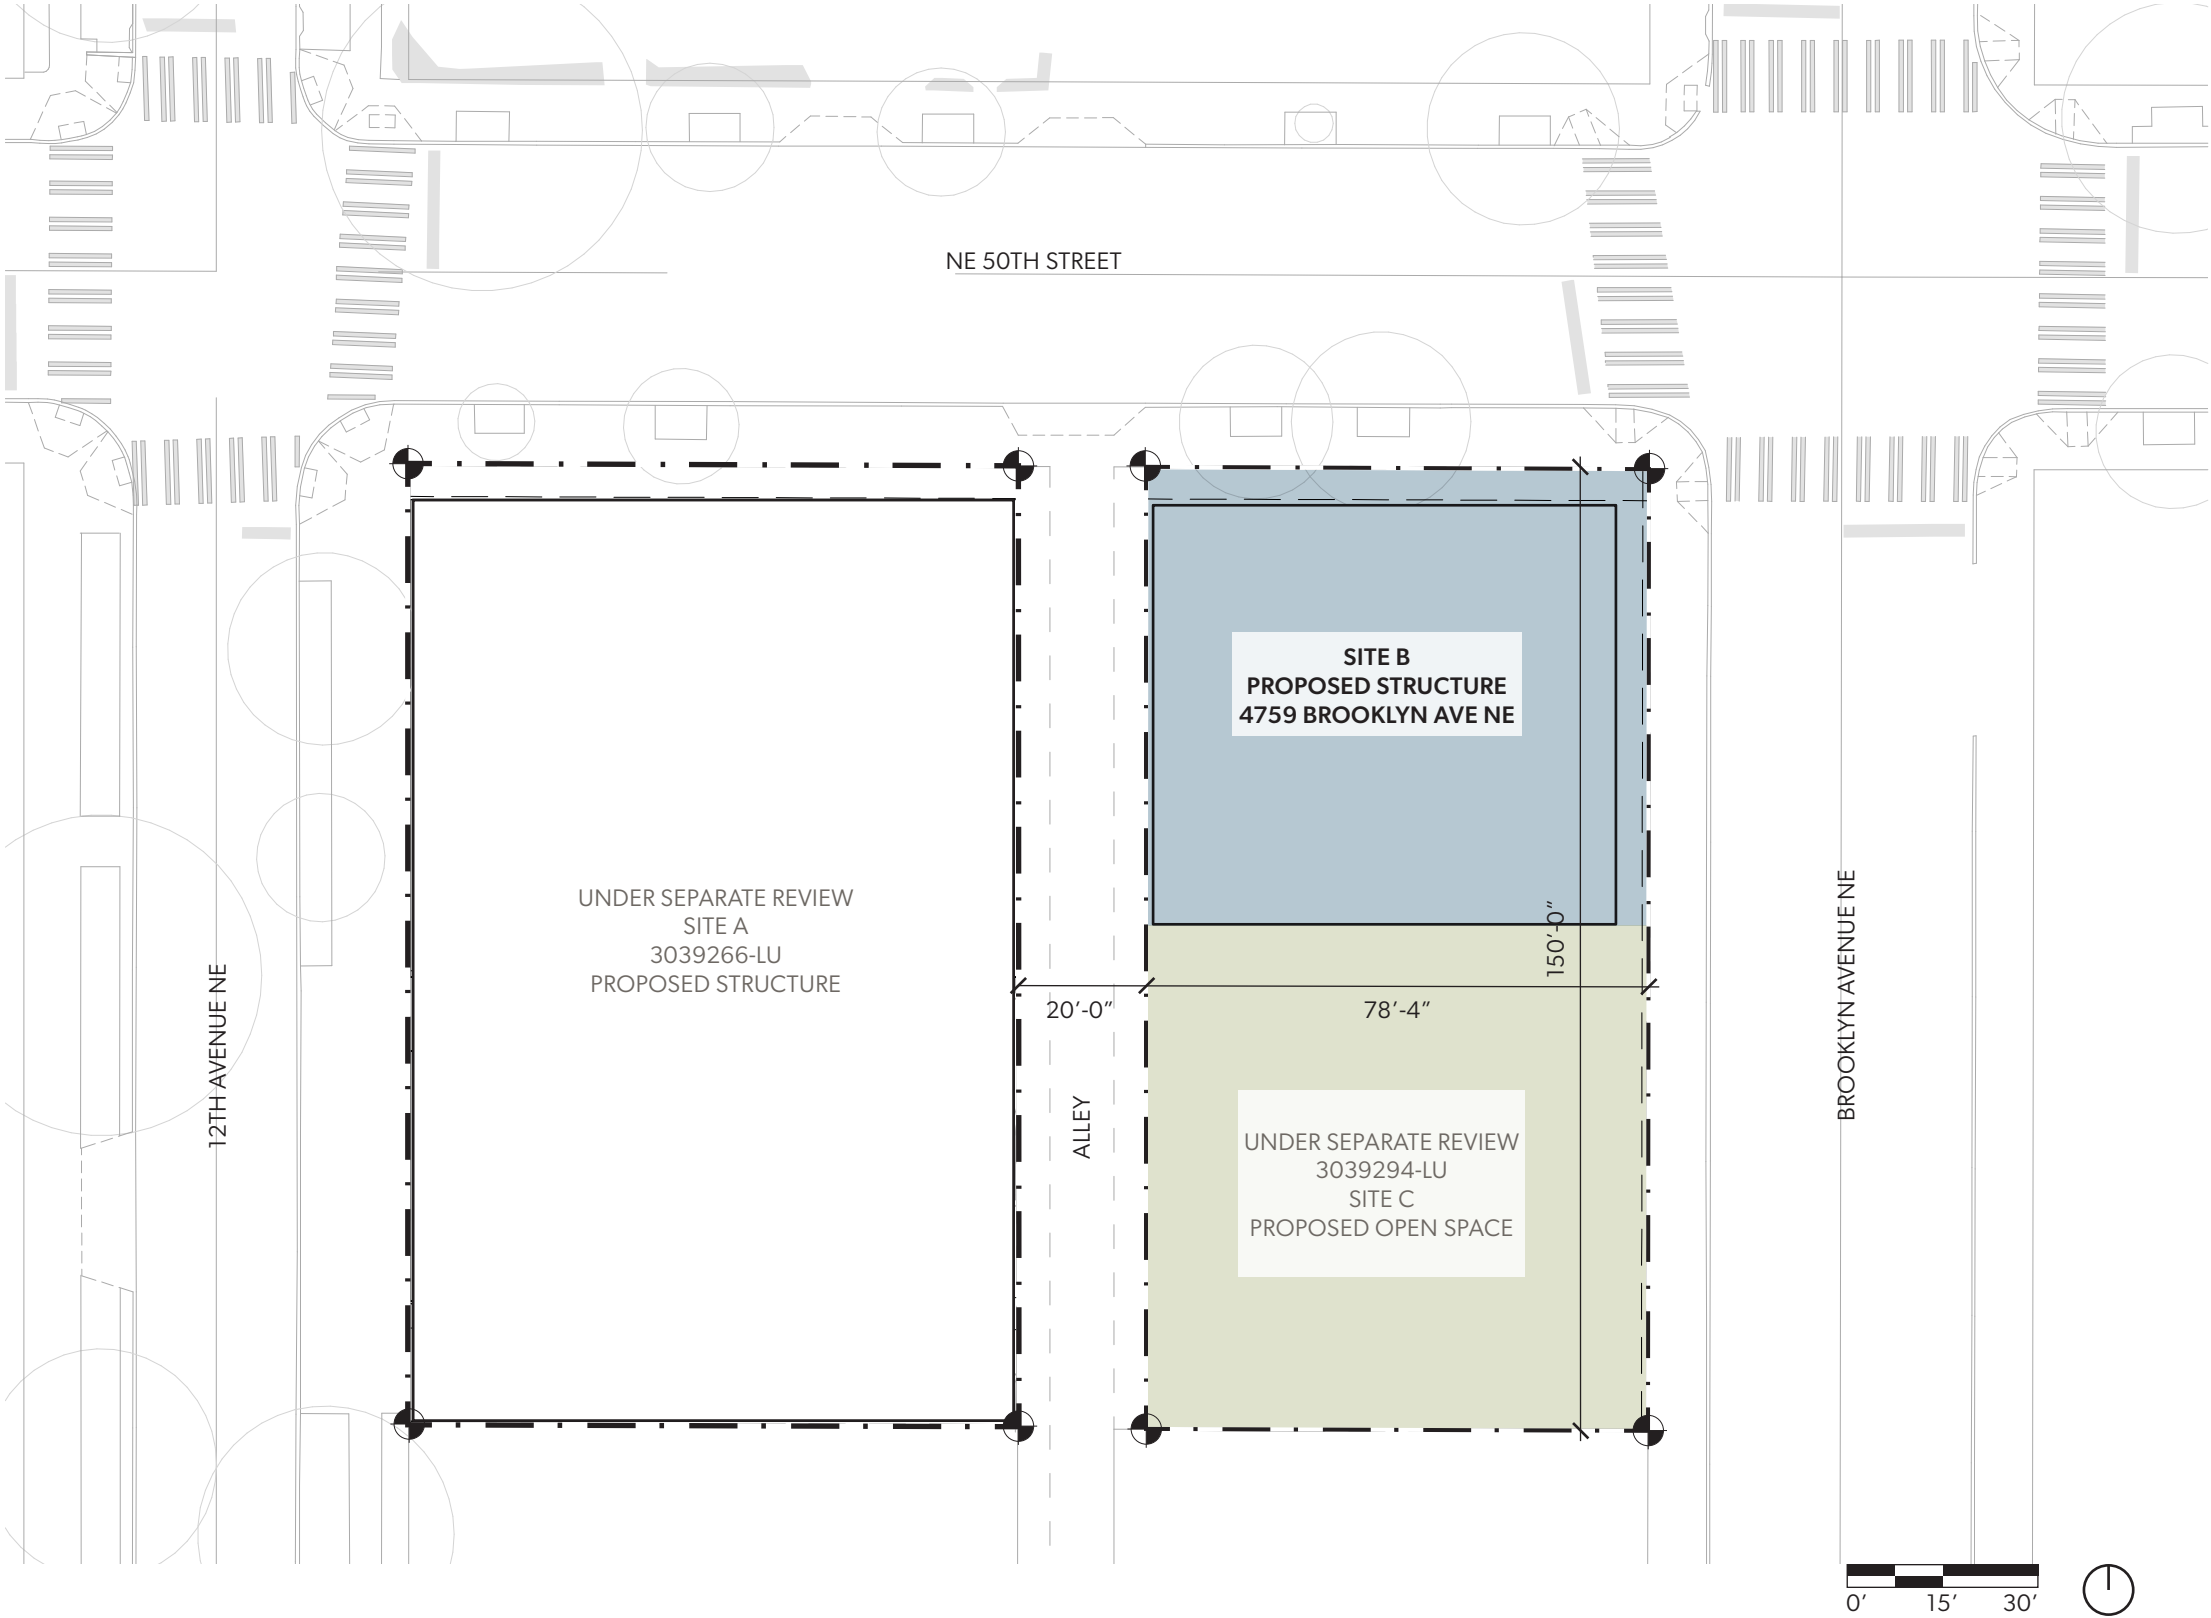 NE 50TH STREET
SITE B
PROPOSED STRUCTURE
4759 BROOKLYN AVE NE
UNDER SEPARATE REVIEW
SITE A
3039266-LU
PROPOSED STRUCTURE
150’-0”
20’-0”
78’-4”
12TH AVENUE NE
ALLEY
BROOKLYN AVENUE NE
UNDER SEPARATE REVIEW
3039294-LU
SITE C
PROPOSED OPEN SPACE
0’ 15’ 30’